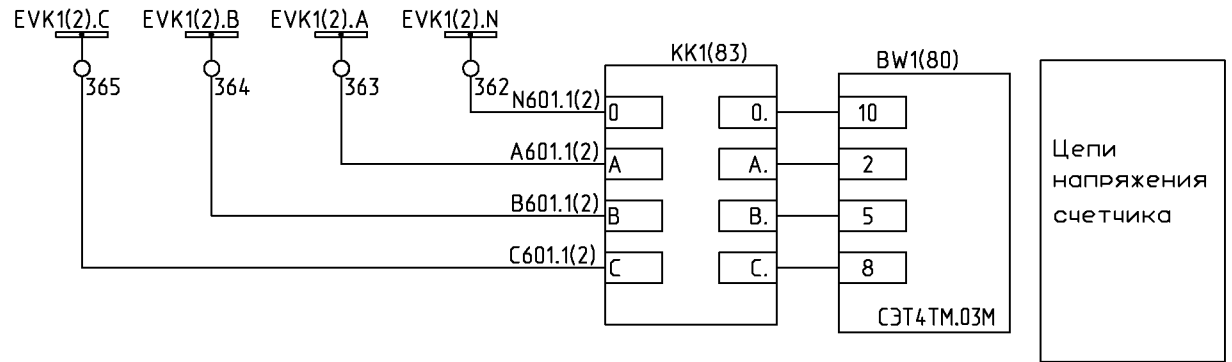 EVK1(2).C EVK1(2).B EVK1(2).A EVK1(2).N
365 364 363 362
KK1(83)
BW1(80)
N601.1(2) 0 0. 10
A601.1(2) A A. 2
B601.1(2) B B. 5
C601.1(2) C C. 8
СЭТ4ТМ.03М
Цепи
напряжения
счетчика